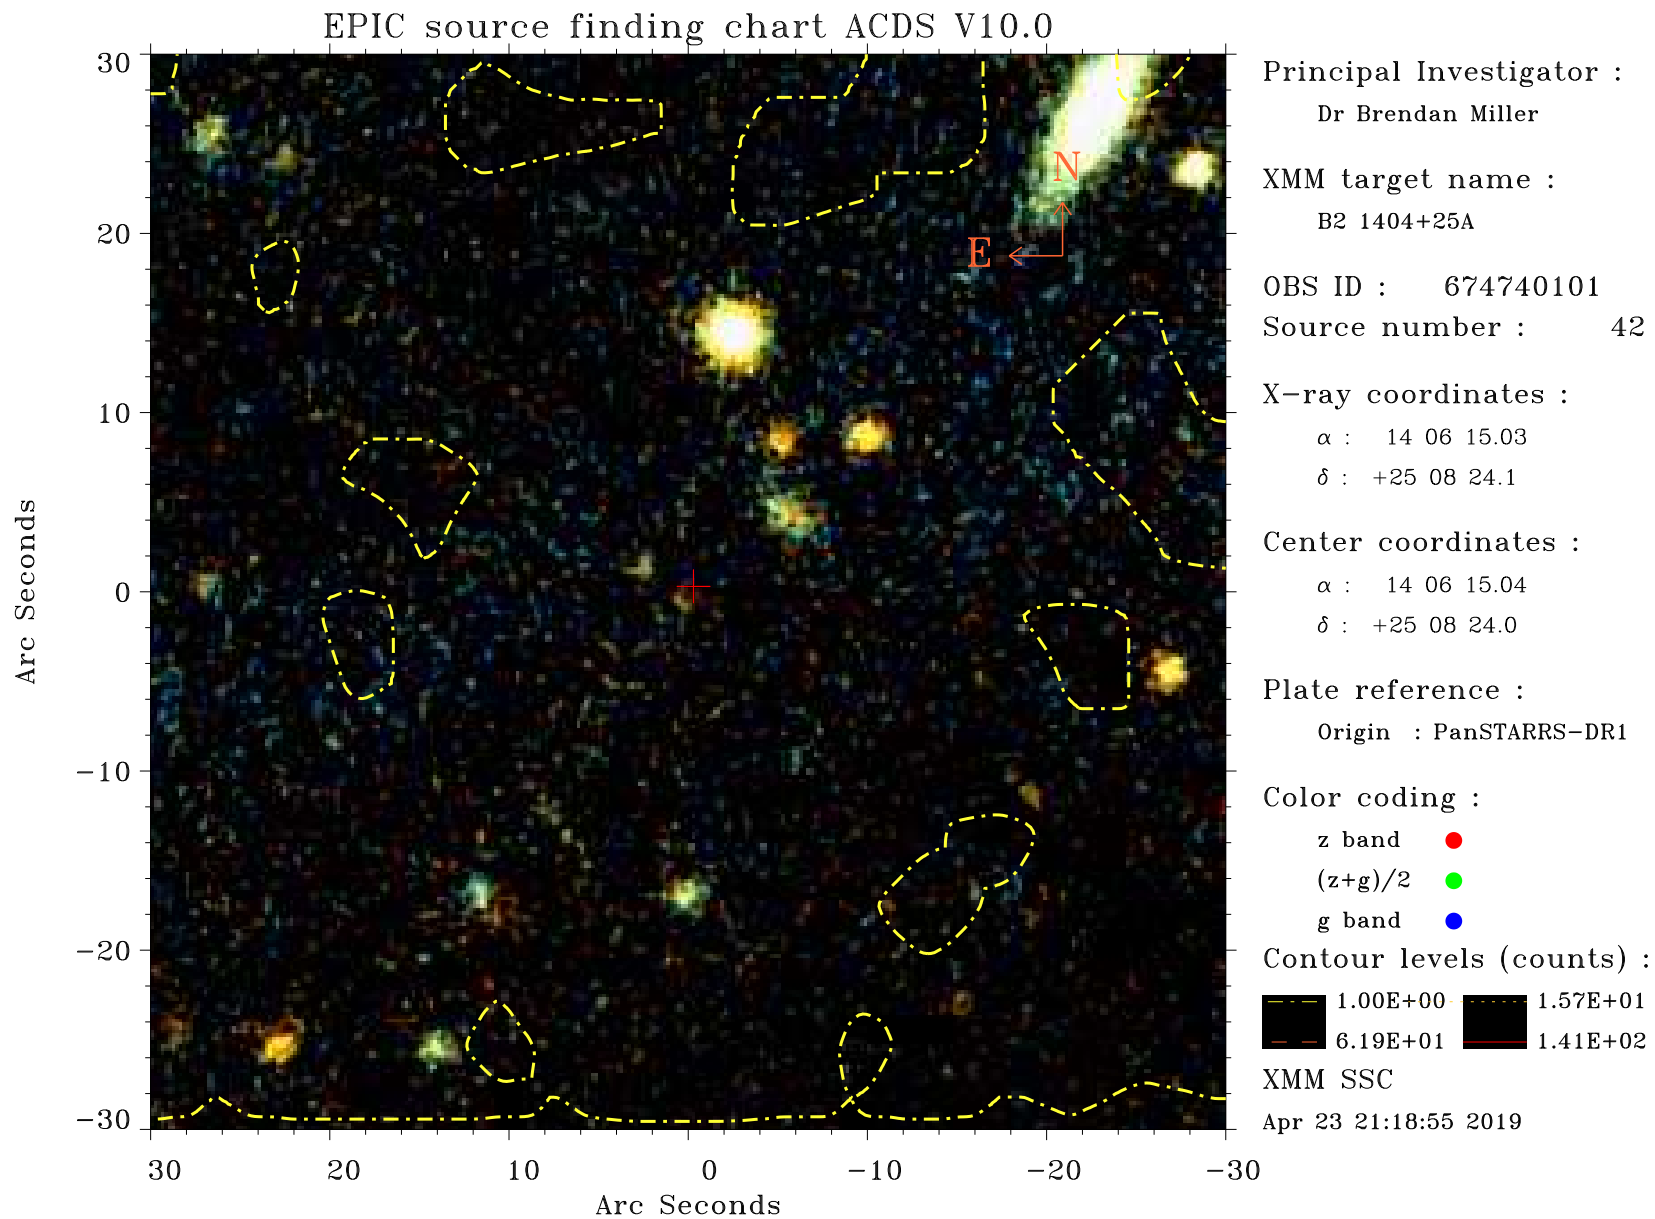 EPIC source finding chart ACDS V10.0
30
20
10
0
−10
−20
−30
Arc Seconds
30 20 10 0 −10 −20 −30
Arc Seconds
N
E
Principal Investigator :
Dr Brendan Miller
XMM target name :
B2 1404+25A
OBS ID : 674740101
Source number : 42
X−ray coordinates :
α : 14 06 15.03
δ : +25 08 24.1
Center coordinates :
α : 14 06 15.04
δ : +25 08 24.0
Plate reference :
Origin : PanSTARRS−DR1
Color coding :
z band
(z+g)/2
g band
Contour levels (counts) :
1.00E+00 1.57E+01
6.19E+01 1.41E+02
XMM SSC
Apr 23 21:18:55 2019